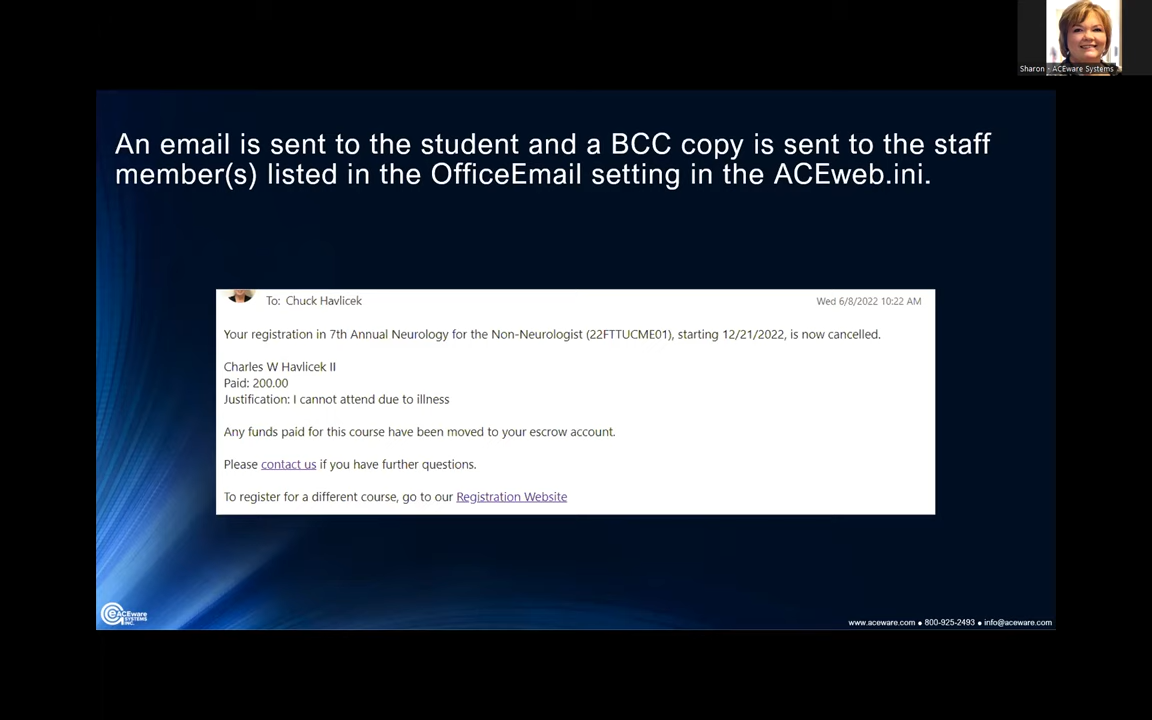 Sharon - ACEware Systems
An email is sent to the student and a BCC copy is sent to the staff
member(s) listed in the OfficeEmail setting in the ACEweb.ini.
To: Chuck Havlicek
Wed 6/8/2022 10:22 AM
Your registration in 7th Annual Neurology for the Non-Neurologist (22FTTUCME01), starting 12/21/2022, is now cancelled.
Charles W Havlicek II
Paid: 200.00
Justification: I cannot attend due to illness
Any funds paid for this course have been moved to your escrow account.
Please contact us if you have further questions.
To register for a different course, go to our Registration Website
ACEware
SYSTEMS
INC.
www.aceware.com ● 800-925-2493 ● info@aceware.com